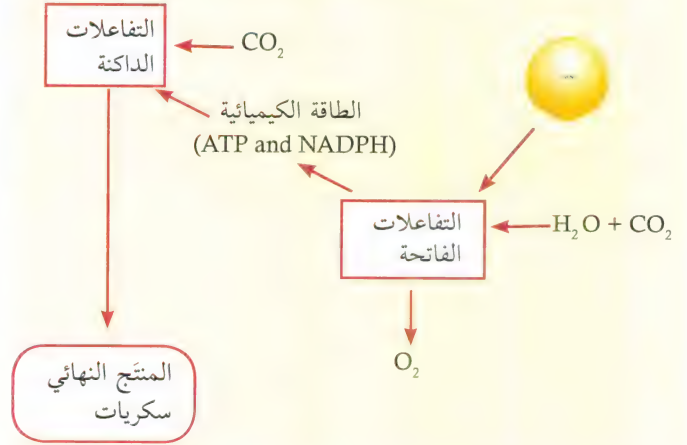 التفاعلات
الداكنة
CO₂
الطاقة الكيميائية
(ATP and NADPH)
التفاعلات
الفاتحة
H₂O + CO₂
O₂
المنتَج النهائي
سكريات